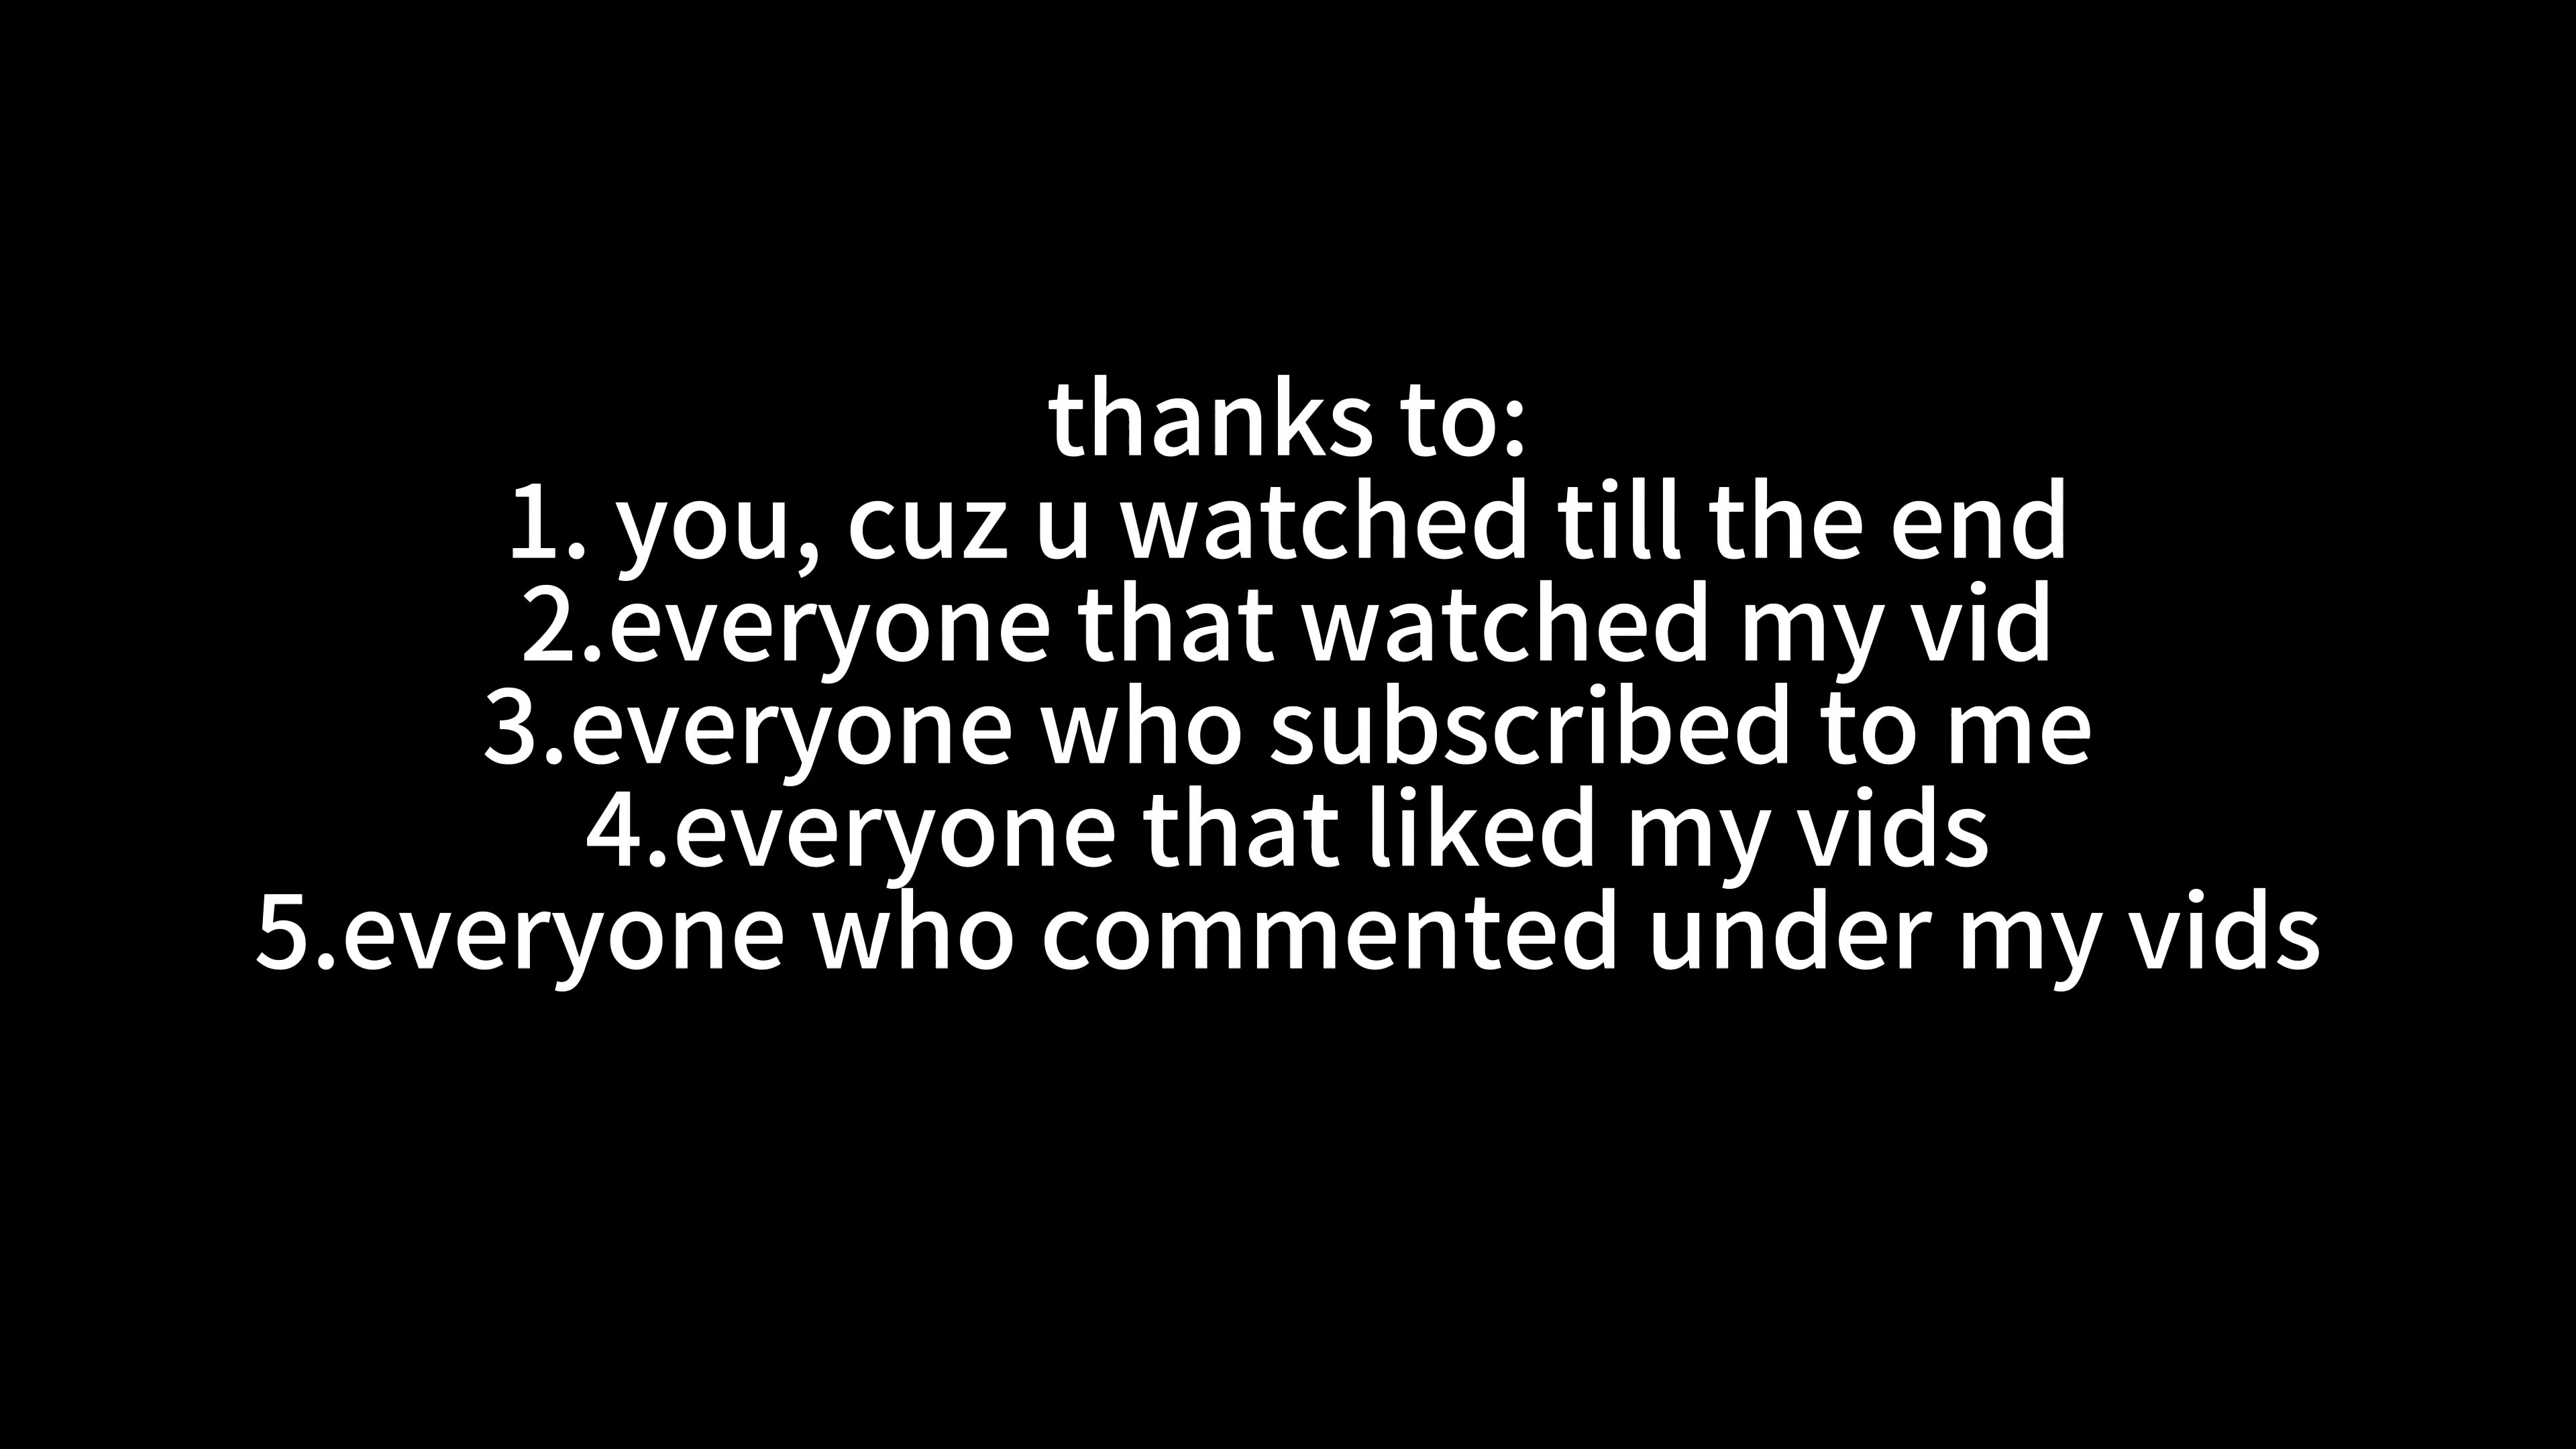 thanks to:
1. you, cuz u watched till the end
2.everyone that watched my vid
3.everyone who subscribed to me
4.everyone that liked my vids
5.everyone who commented under my vids